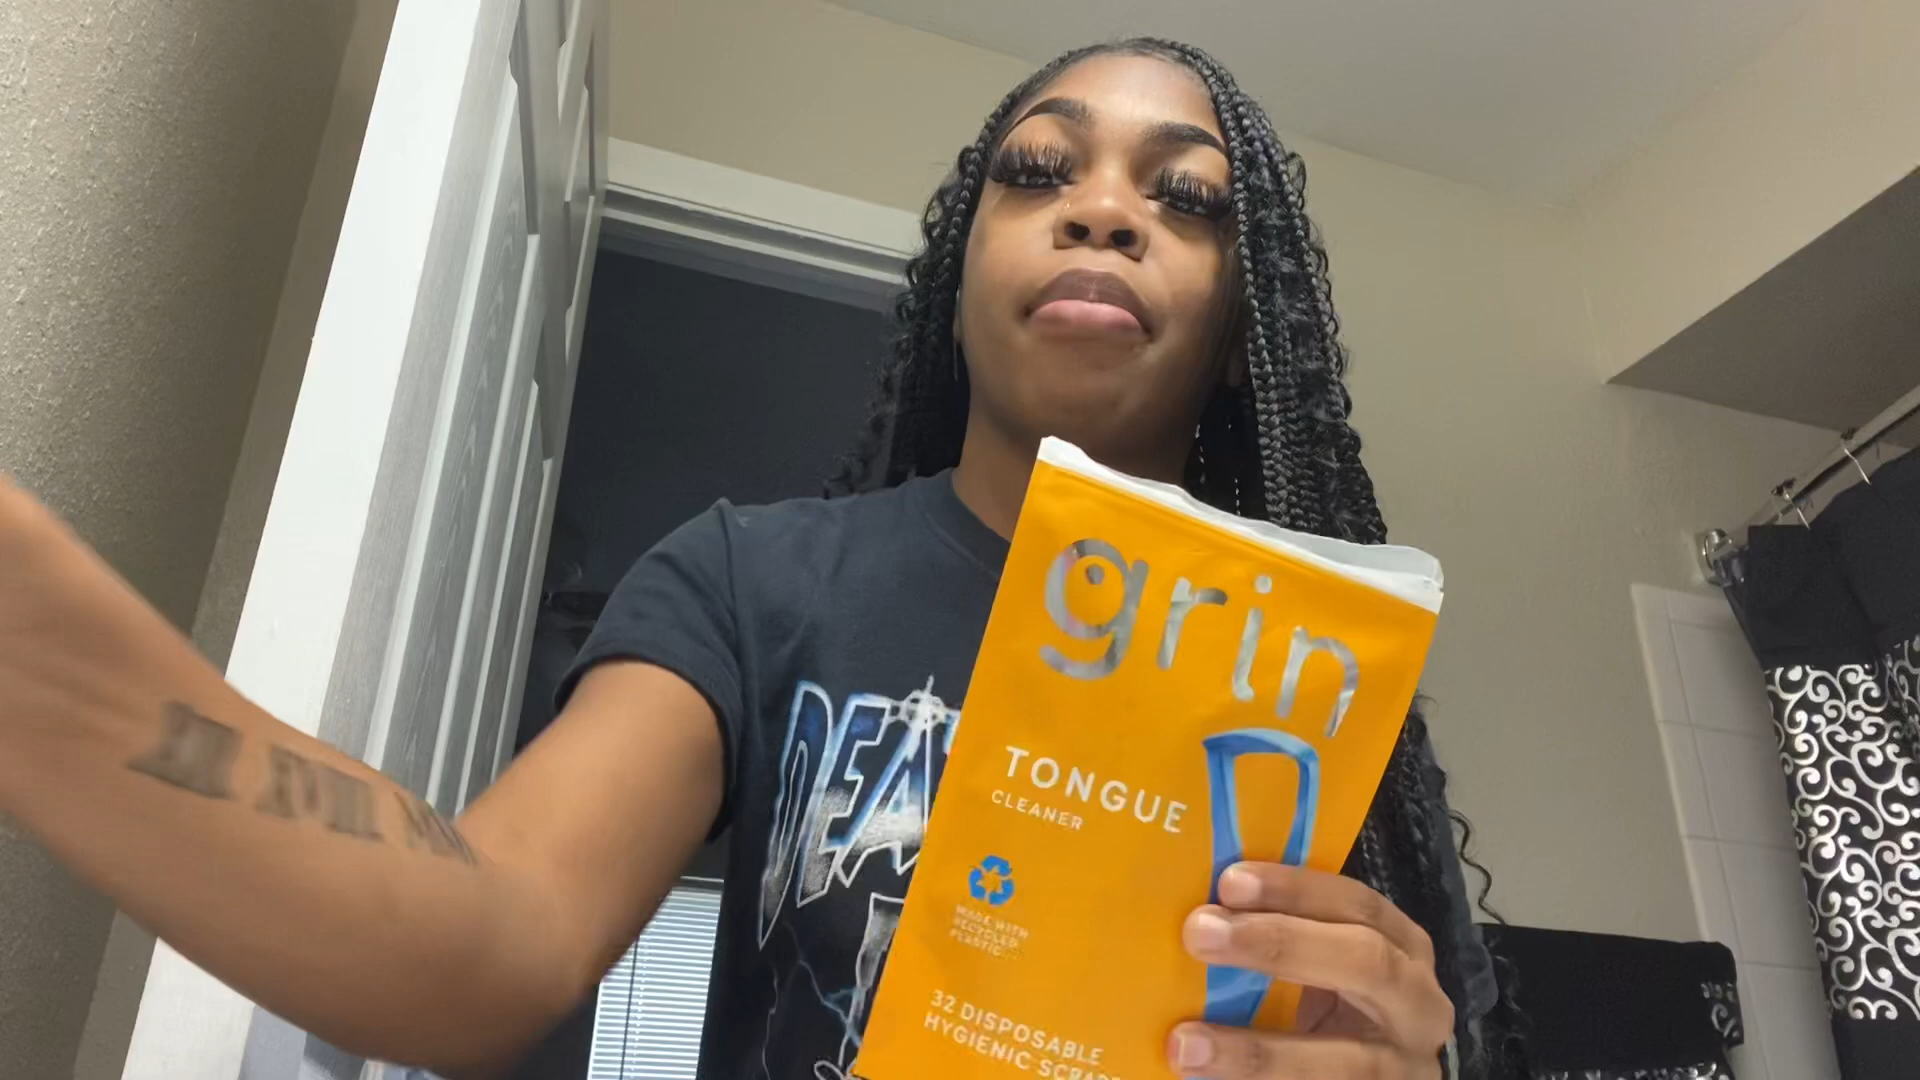 grin
TONGUE
CLEANER
MADE WITH
RECYCLED
PLASTIC
32 DISPOSABLE
HYGIENIC